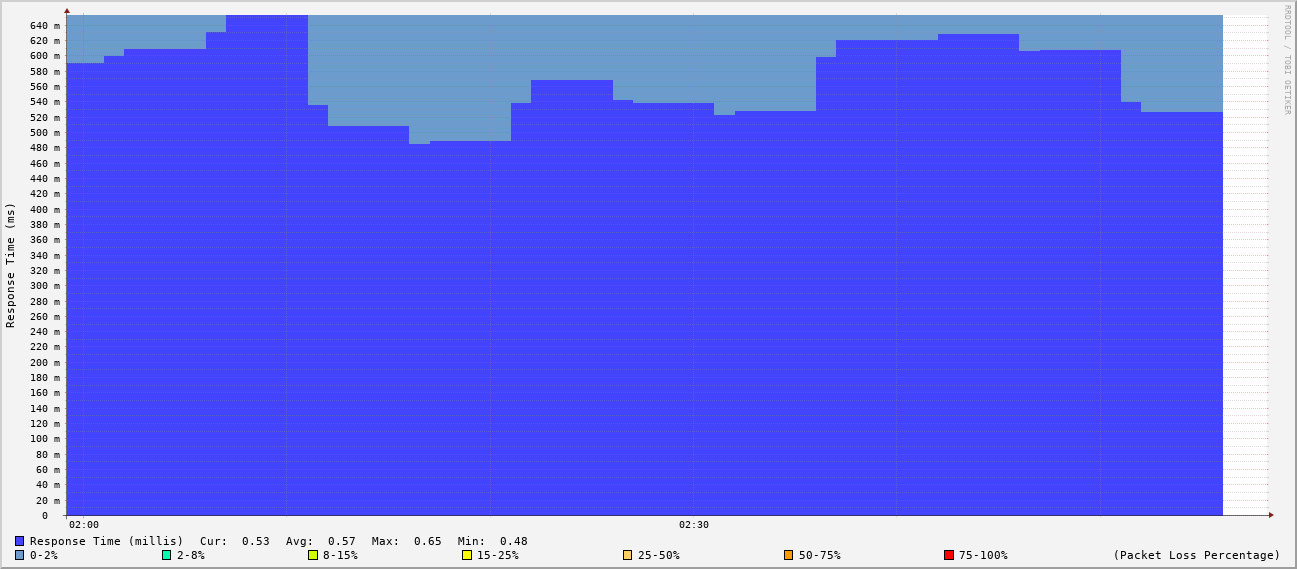 RRDTOOL / TOBI OETIKER
Response Time (ms)
640 m
620 m
600 m
580 m
560 m
540 m
520 m
500 m
480 m
460 m
440 m
420 m
400 m
380 m
360 m
340 m
320 m
300 m
280 m
260 m
240 m
220 m
200 m
180 m
160 m
140 m
120 m
100 m
80 m
60 m
40 m
20 m
0
02:00 02:30
Response Time (millis) Cur: 0.53 Avg: 0.57 Max: 0.65 Min: 0.48
0-2% 2-8% 8-15% 15-25% 25-50% 50-75% 75-100% (Packet Loss Percentage)